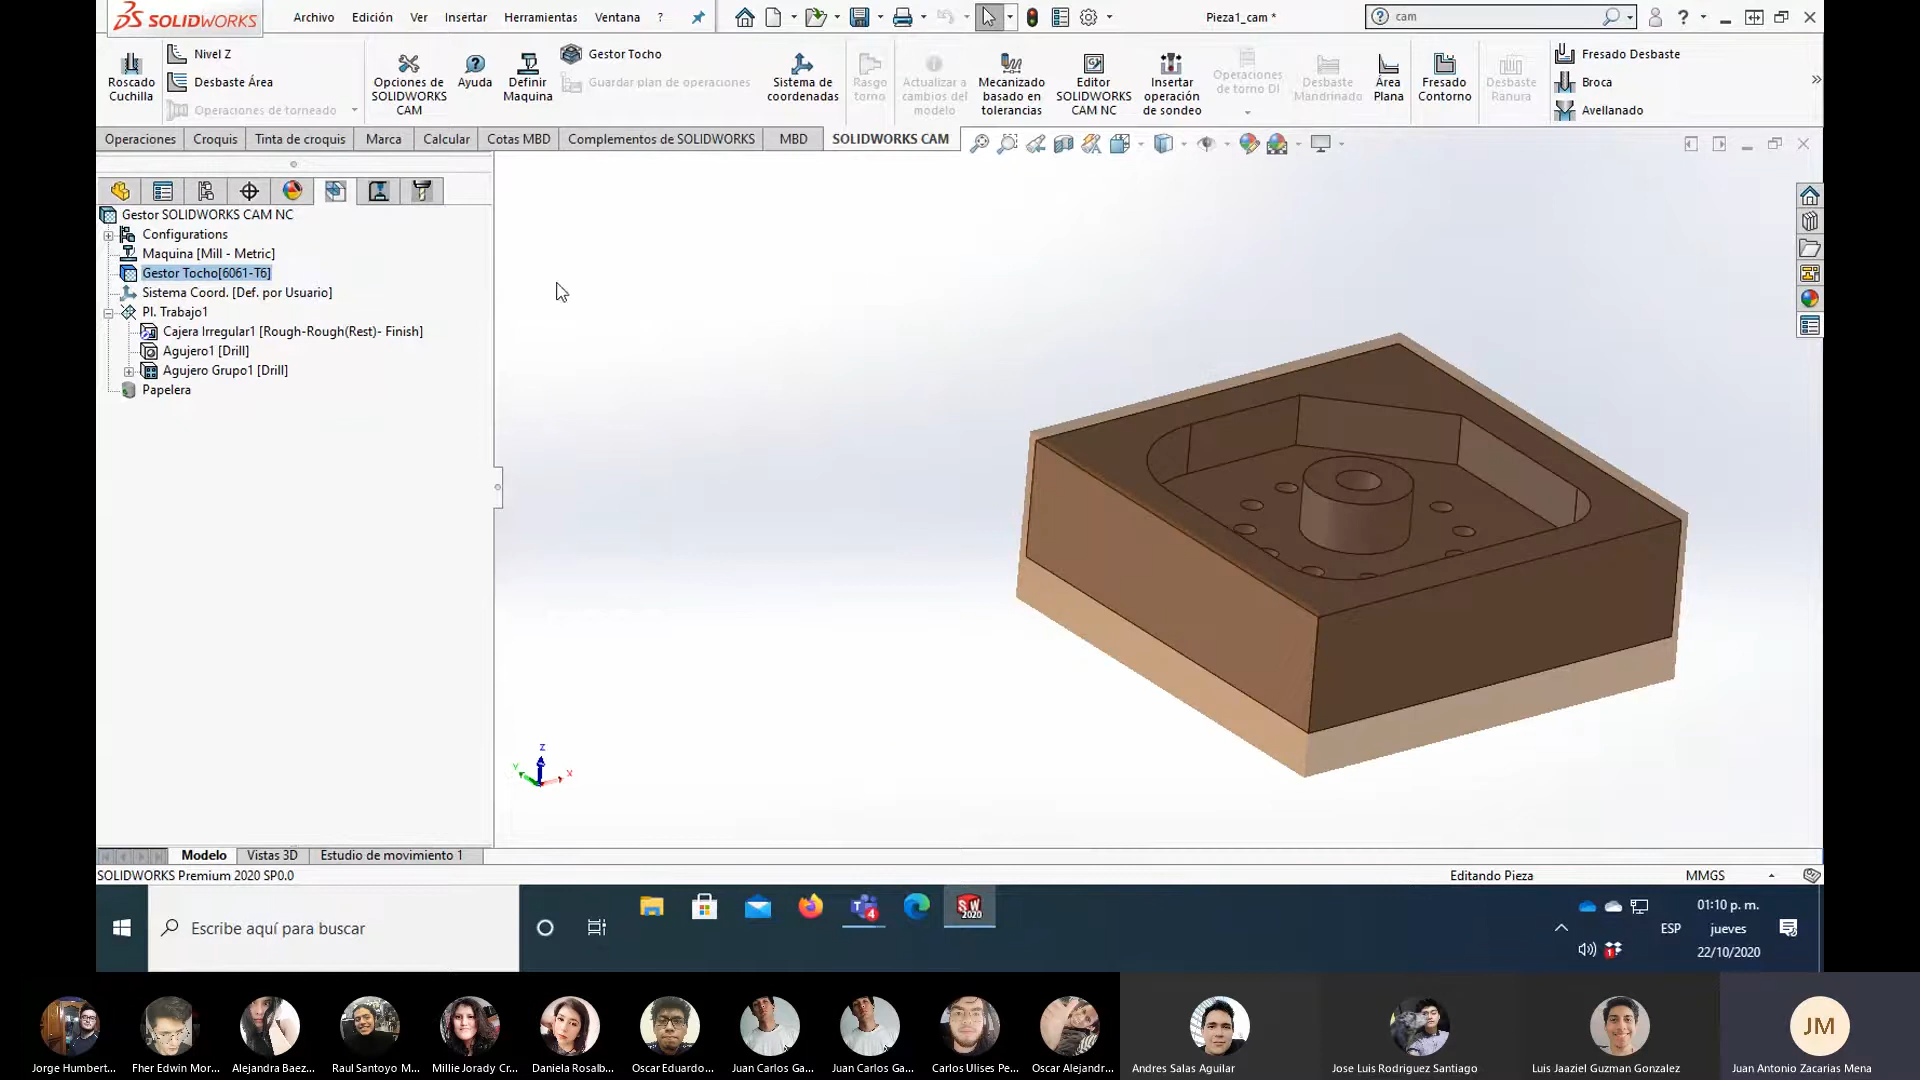 SOLIDWORKS
Archivo Edición Ver Insertar Herramientas Ventana ?
Pieza1_cam *
cam
Roscado Cuchilla
Nivel Z
Desbaste Área
Operaciones de torneado
Opciones de SOLIDWORKS CAM
Ayuda
Definir Maquina
Gestor Tocho
Guardar plan de operaciones
Sistema de coordenadas
Rasgo torno
Actualizar a cambios del modelo
Mecanizado basado en tolerancias
Editor SOLIDWORKS CAM NC
Insertar operación de sondeo
Operaciones de torno DI
Desbaste Mandrinado
Área Plana
Fresado Contorno
Desbaste Ranura
Fresado Desbaste
Broca
Avellanado
Operaciones Croquis Tinta de croquis Marca Calcular Cotas MBD Complementos de SOLIDWORKS MBD SOLIDWORKS CAM
Gestor SOLIDWORKS CAM NC
Configurations
Maquina [Mill - Metric]
Gestor Tocho[6061-T6]
Sistema Coord. [Def. por Usuario]
Pl. Trabajo1
Cajera Irregular1 [Rough-Rough(Rest)- Finish]
Agujero1 [Drill]
Agujero Grupo1 [Drill]
Papelera
Z
Y
X
Modelo Vistas 3D Estudio de movimiento 1
SOLIDWORKS Premium 2020 SP0.0
Editando Pieza
MMGS
Escribe aquí para buscar
4
SW 2020
ESP
01:10 p. m.
jueves
22/10/2020
1
JM
Jorge Humbert... Fher Edwin Mor... Alejandra Baez... Raul Santoyo M... Millie Jorady Cr... Daniela Rosalb... Oscar Eduardo... Juan Carlos Ga... Juan Carlos Ga... Carlos Ulises Pe... Oscar Alejandr... Andres Salas Aguilar Jose Luis Rodriguez Santiago Luis Jaaziel Guzman Gonzalez Juan Antonio Zacarias Mena